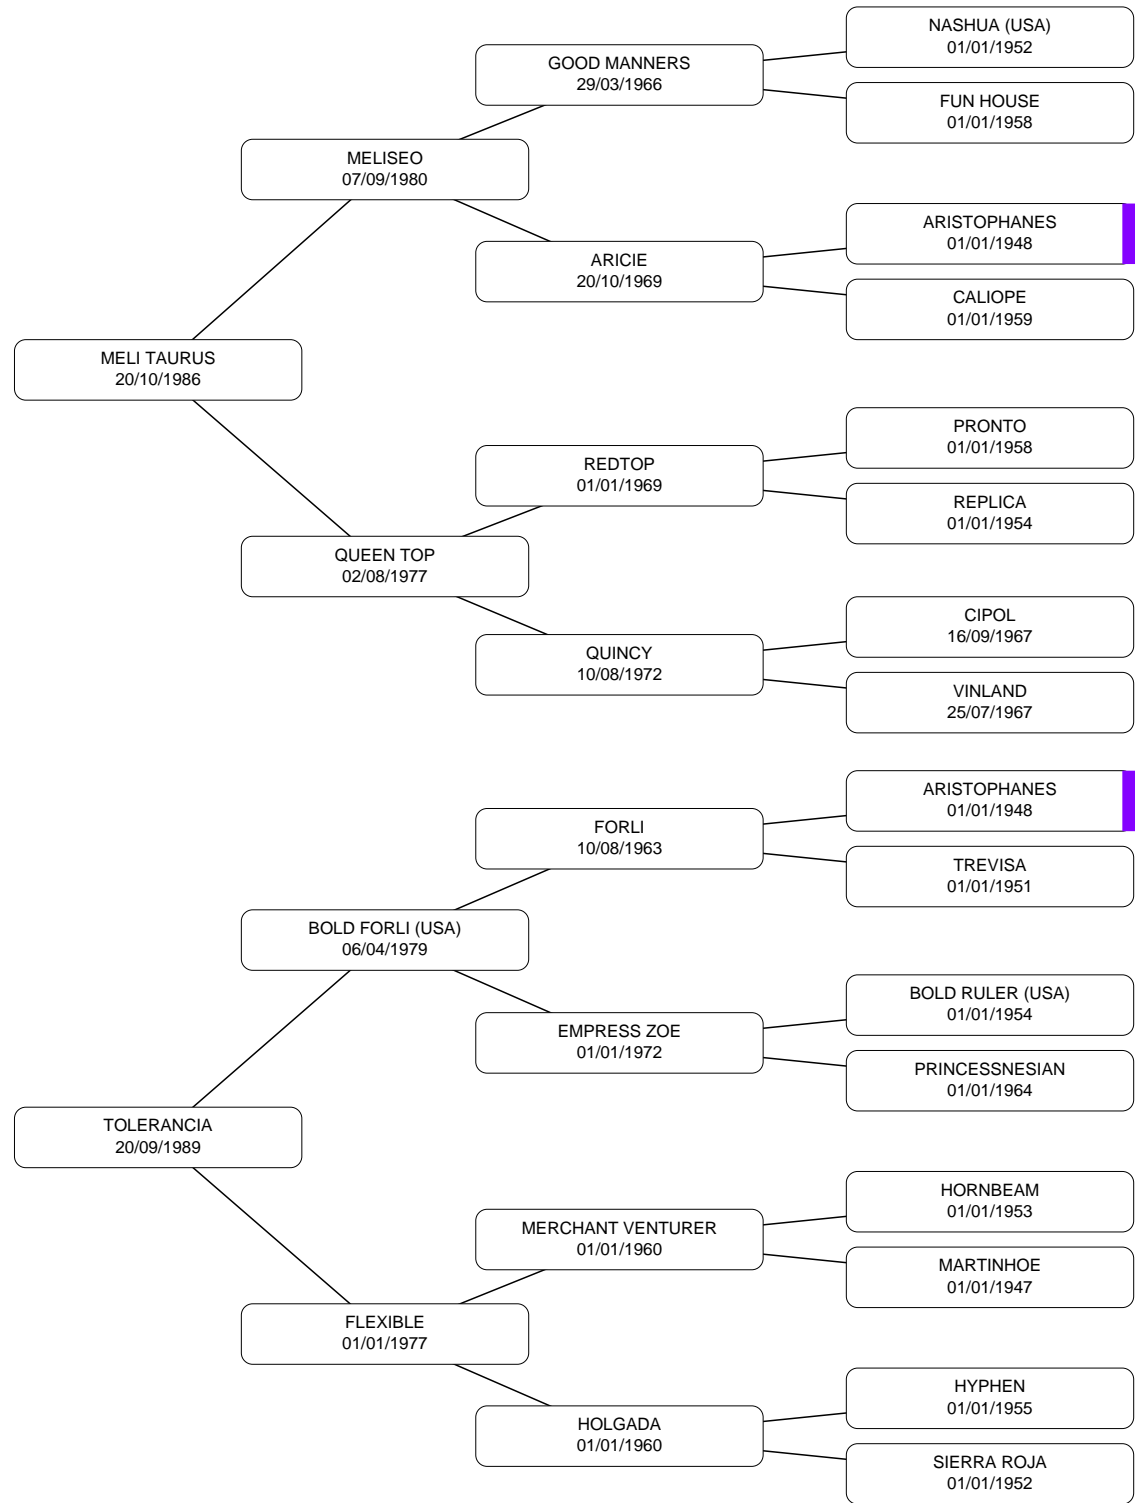 NASHUA (USA)
01/01/1952
GOOD MANNERS
29/03/1966
FUN HOUSE
01/01/1958
MELISEO
07/09/1980
ARISTOPHANES
01/01/1948
ARICIE
20/10/1969
CALIOPE
01/01/1959
MELI TAURUS
20/10/1986
PRONTO
01/01/1958
REDTOP
01/01/1969
REPLICA
01/01/1954
QUEEN TOP
02/08/1977
CIPOL
16/09/1967
QUINCY
10/08/1972
VINLAND
25/07/1967
ARISTOPHANES
01/01/1948
FORLI
10/08/1963
TREVISA
01/01/1951
BOLD FORLI (USA)
06/04/1979
BOLD RULER (USA)
01/01/1954
EMPRESS ZOE
01/01/1972
PRINCESSNESIAN
01/01/1964
TOLERANCIA
20/09/1989
HORNBEAM
01/01/1953
MERCHANT VENTURER
01/01/1960
MARTINHOE
01/01/1947
FLEXIBLE
01/01/1977
HYPHEN
01/01/1955
HOLGADA
01/01/1960
SIERRA ROJA
01/01/1952